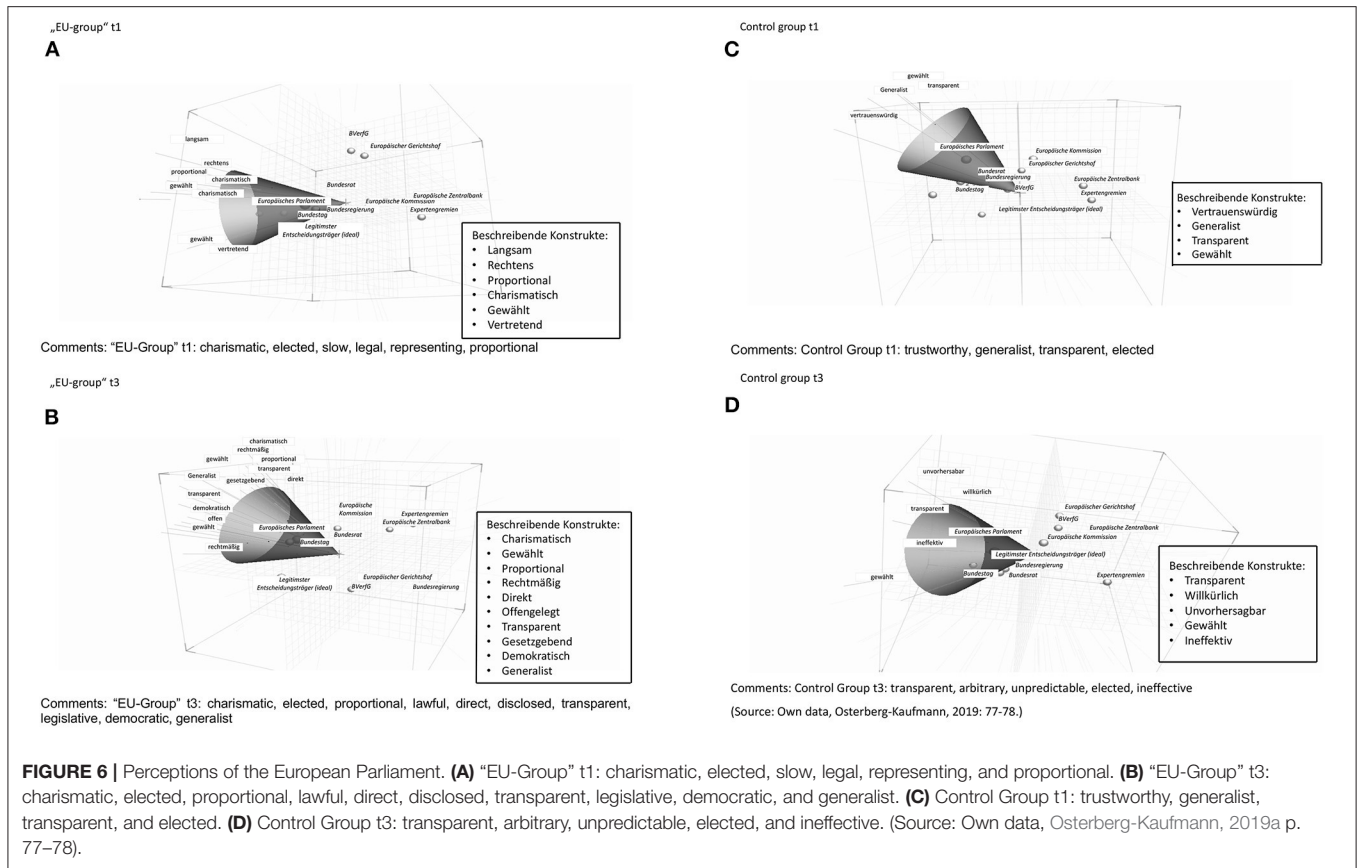 „EU-group“ t1
A
langsam
rechtens
proportional
charismatisch
gewählt
charismatisch
gewählt
vertretend
BVerfG
Europäischer Gerichtshof
Bundesrat
Europäische Zentralbank
Europäisches Parlament
Europäische Kommission
Bundesregierung
Expertengremien
Bundestag
Legitimster
Entscheidungsträger (ideal)
Beschreibende Konstrukte:
• Langsam
• Rechtens
• Proportional
• Charismatisch
• Gewählt
• Vertretend
Comments: “EU-Group” t1: charismatic, elected, slow, legal, representing, proportional
„EU-group“ t3
B
charismatisch
rechtmäßig
gewählt
proportional
transparent
Generalist
gesetzgebend
direkt
transparent
demokratisch
offen
gewählt
rechtmäßig
Europäische
Kommission
Expertengremien
Europäische Zentralbank
Europäisches Parlament
Bundesrat
Bundestag
Legitimster
Entscheidungsträger (ideal)
Europäischer Gerichtshof
BVerfG
Bundesregierung
Beschreibende Konstrukte:
• Charismatisch
• Gewählt
• Proportional
• Rechtmäßig
• Direkt
• Offengelegt
• Transparent
• Gesetzgebend
• Demokratisch
• Generalist
Comments: “EU-Group” t3: charismatic, elected, proportional, lawful, direct, disclosed, transparent,
legislative, democratic, generalist
Control group t1
C
gewählt
transparent
Generalist
vertrauenswürdig
Europäisches Parlament
Europäische Kommission
Europäischer Gerichtshof
Bundesrat
Bundesregierung
Europäische Zentralbank
Bundestag
BVerfG
Expertengremien
Legitimster Entscheidungsträger (ideal)
Beschreibende Konstrukte:
• Vertrauenswürdig
• Generalist
• Transparent
• Gewählt
Comments: Control Group t1: trustworthy, generalist, transparent, elected
Control group t3
D
unvorhersabar
willkürlich
transparent
ineffektiv
gewählt
Europäischer Gerichtshof
BVerfG
Europäische Zentralbank
Europäisches Parlament
Europäische Kommission
Legitimster Entscheidungsträger (ideal)
Bundesregierung
Bundestag
Bundesrat
Expertengremien
Beschreibende Konstrukte:
• Transparent
• Willkürlich
• Unvorhersagbar
• Gewählt
• Ineffektiv
Comments: Control Group t3: transparent, arbitrary, unpredictable, elected, ineffective
(Source: Own data, Osterberg-Kaufmann, 2019: 77-78.)
FIGURE 6 | Perceptions of the European Parliament. (A) “EU-Group” t1: charismatic, elected, slow, legal, representing, and proportional. (B) “EU-Group” t3:
charismatic, elected, proportional, lawful, direct, disclosed, transparent, legislative, democratic, and generalist. (C) Control Group t1: trustworthy, generalist,
transparent, and elected. (D) Control Group t3: transparent, arbitrary, unpredictable, elected, and ineffective. (Source: Own data, Osterberg-Kaufmann, 2019a p.
77–78).